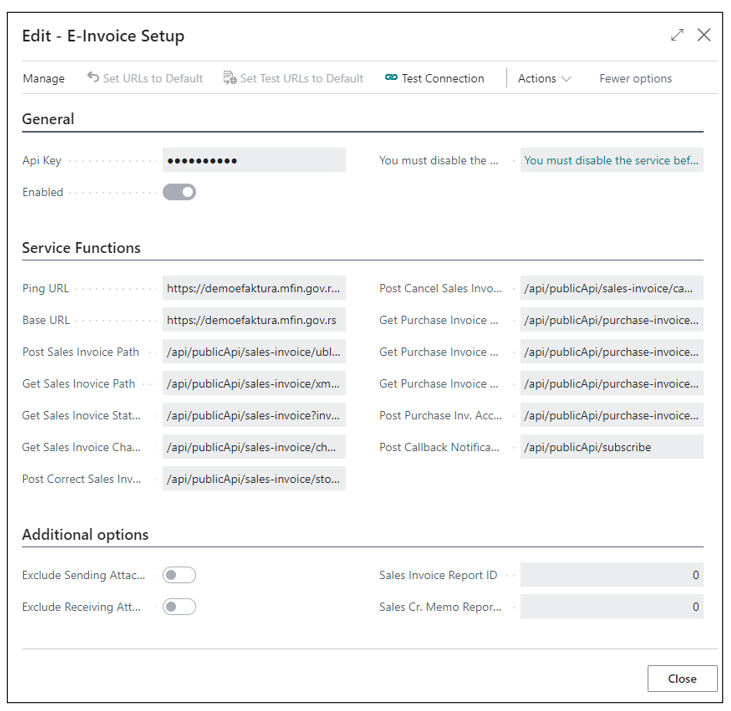 Edit - E-Invoice Setup
Manage Set URLs to Default Set Test URLs to Default Test Connection Actions Fewer options
General
Api Key ●●●●●●●●●● You must disable the ... You must disable the service bef...
Enabled
Service Functions
Ping URL https://demoefaktura.mfin.gov.r... Post Cancel Sales Invo... /api/publicApi/sales-invoice/ca...
Base URL https://demoefaktura.mfin.gov.rs Get Purchase Invoice ... /api/publicApi/purchase-invoice...
Post Sales Invoice Path /api/publicApi/sales-invoice/ubl... Get Purchase Invoice ... /api/publicApi/purchase-invoice...
Get Sales Inovice Path /api/publicApi/sales-invoice/xm... Get Purchase Invoice ... /api/publicApi/purchase-invoice...
Get Sales Inovice Stat... /api/publicApi/sales-invoice?inv... Post Purchase Inv. Acc... /api/publicApi/purchase-invoice...
Get Sales Inovice Cha... /api/publicApi/sales-invoice/ch... Post Callback Notifica... /api/publicApi/subscribe
Post Correct Sales Inv... /api/publicApi/sales-invoice/sto...
Additional options
Exclude Sending Attac... Sales Invoice Report ID 0
Exclude Receiving Att... Sales Cr. Memo Repor... 0
Close